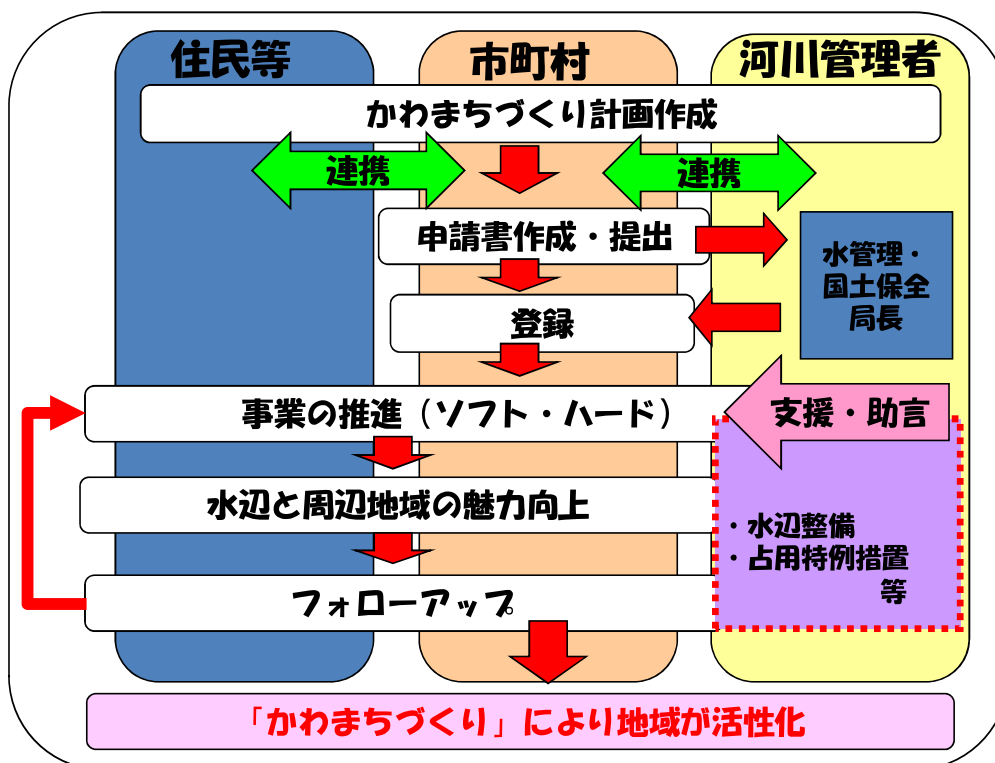 住民等
市町村
河川管理者
かわまちづくり計画作成
連携
連携
申請書作成・提出
水管理・
国土保全
局長
登録
事業の推進（ソフト・ハード）
支援・助言
水辺と周辺地域の魅力向上
・水辺整備
・占用特例措置
等
フォローアップ
「かわまちづくり」により地域が活性化